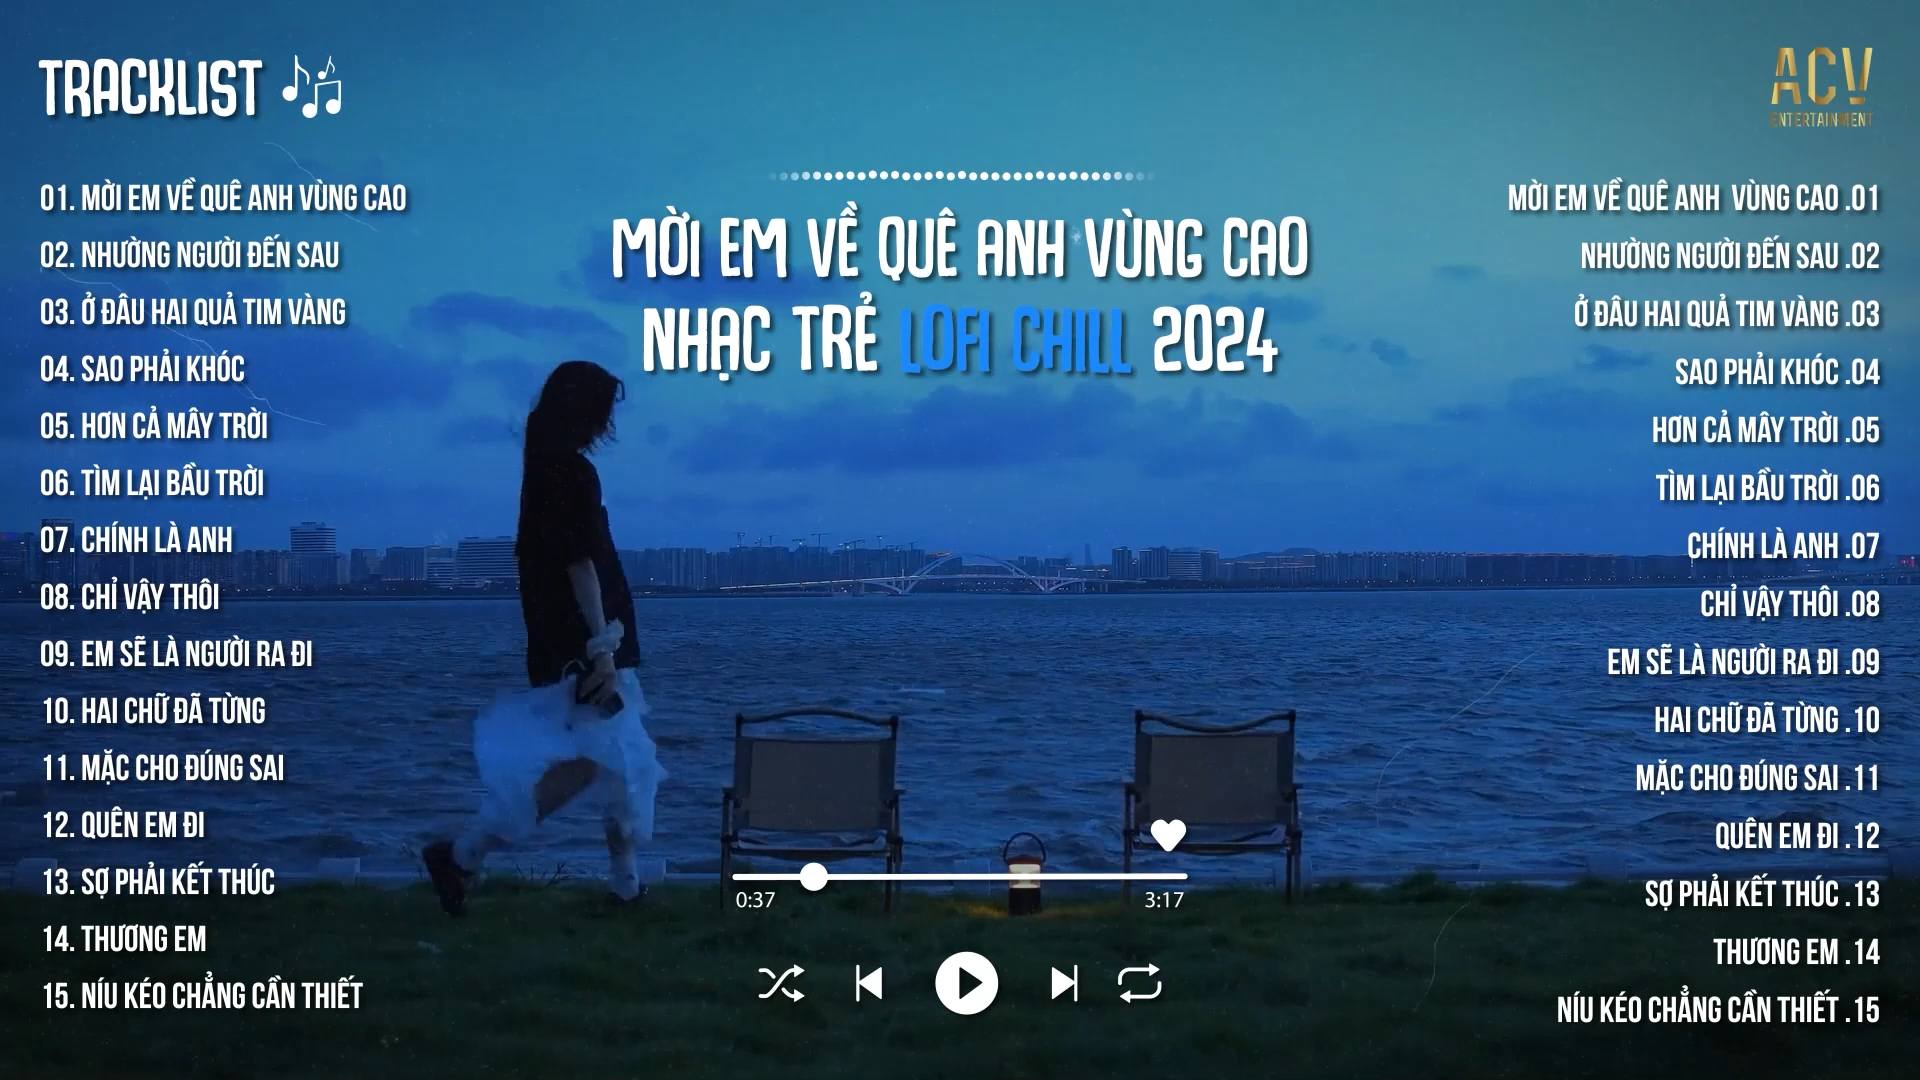 TRACKLIST
ACV
ENTERTAINMENT
01. MỜI EM VỀ QUÊ ANH VÙNG CAO
02. NHƯỜNG NGƯỜI ĐẾN SAU
03. Ở ĐÂU HAI QUẢ TIM VÀNG
04. SAO PHẢI KHÓC
05. HƠN CẢ MÂY TRỜI
06. TÌM LẠI BẦU TRỜI
07. CHÍNH LÀ ANH
08. CHỈ VẬY THÔI
09. EM SẼ LÀ NGƯỜI RA ĐI
10. HAI CHỮ ĐÃ TỪNG
11. MẶC CHO ĐÚNG SAI
12. QUÊN EM ĐI
13. SỢ PHẢI KẾT THÚC
14. THƯƠNG EM
15. NÍU KÉO CHẲNG CẦN THIẾT
MỜI EM VỀ QUÊ ANH VÙNG CAO
NHẠC TRẺ LOFI CHILL 2024
0:37
3:17
MỜI EM VỀ QUÊ ANH VÙNG CAO .01
NHƯỜNG NGƯỜI ĐẾN SAU .02
Ở ĐÂU HAI QUẢ TIM VÀNG .03
SAO PHẢI KHÓC .04
HƠN CẢ MÂY TRỜI .05
TÌM LẠI BẦU TRỜI .06
CHÍNH LÀ ANH .07
CHỈ VẬY THÔI .08
EM SẼ LÀ NGƯỜI RA ĐI .09
HAI CHỮ ĐÃ TỪNG .10
MẶC CHO ĐÚNG SAI .11
QUÊN EM ĐI .12
SỢ PHẢI KẾT THÚC .13
THƯƠNG EM .14
NÍU KÉO CHẲNG CẦN THIẾT .15